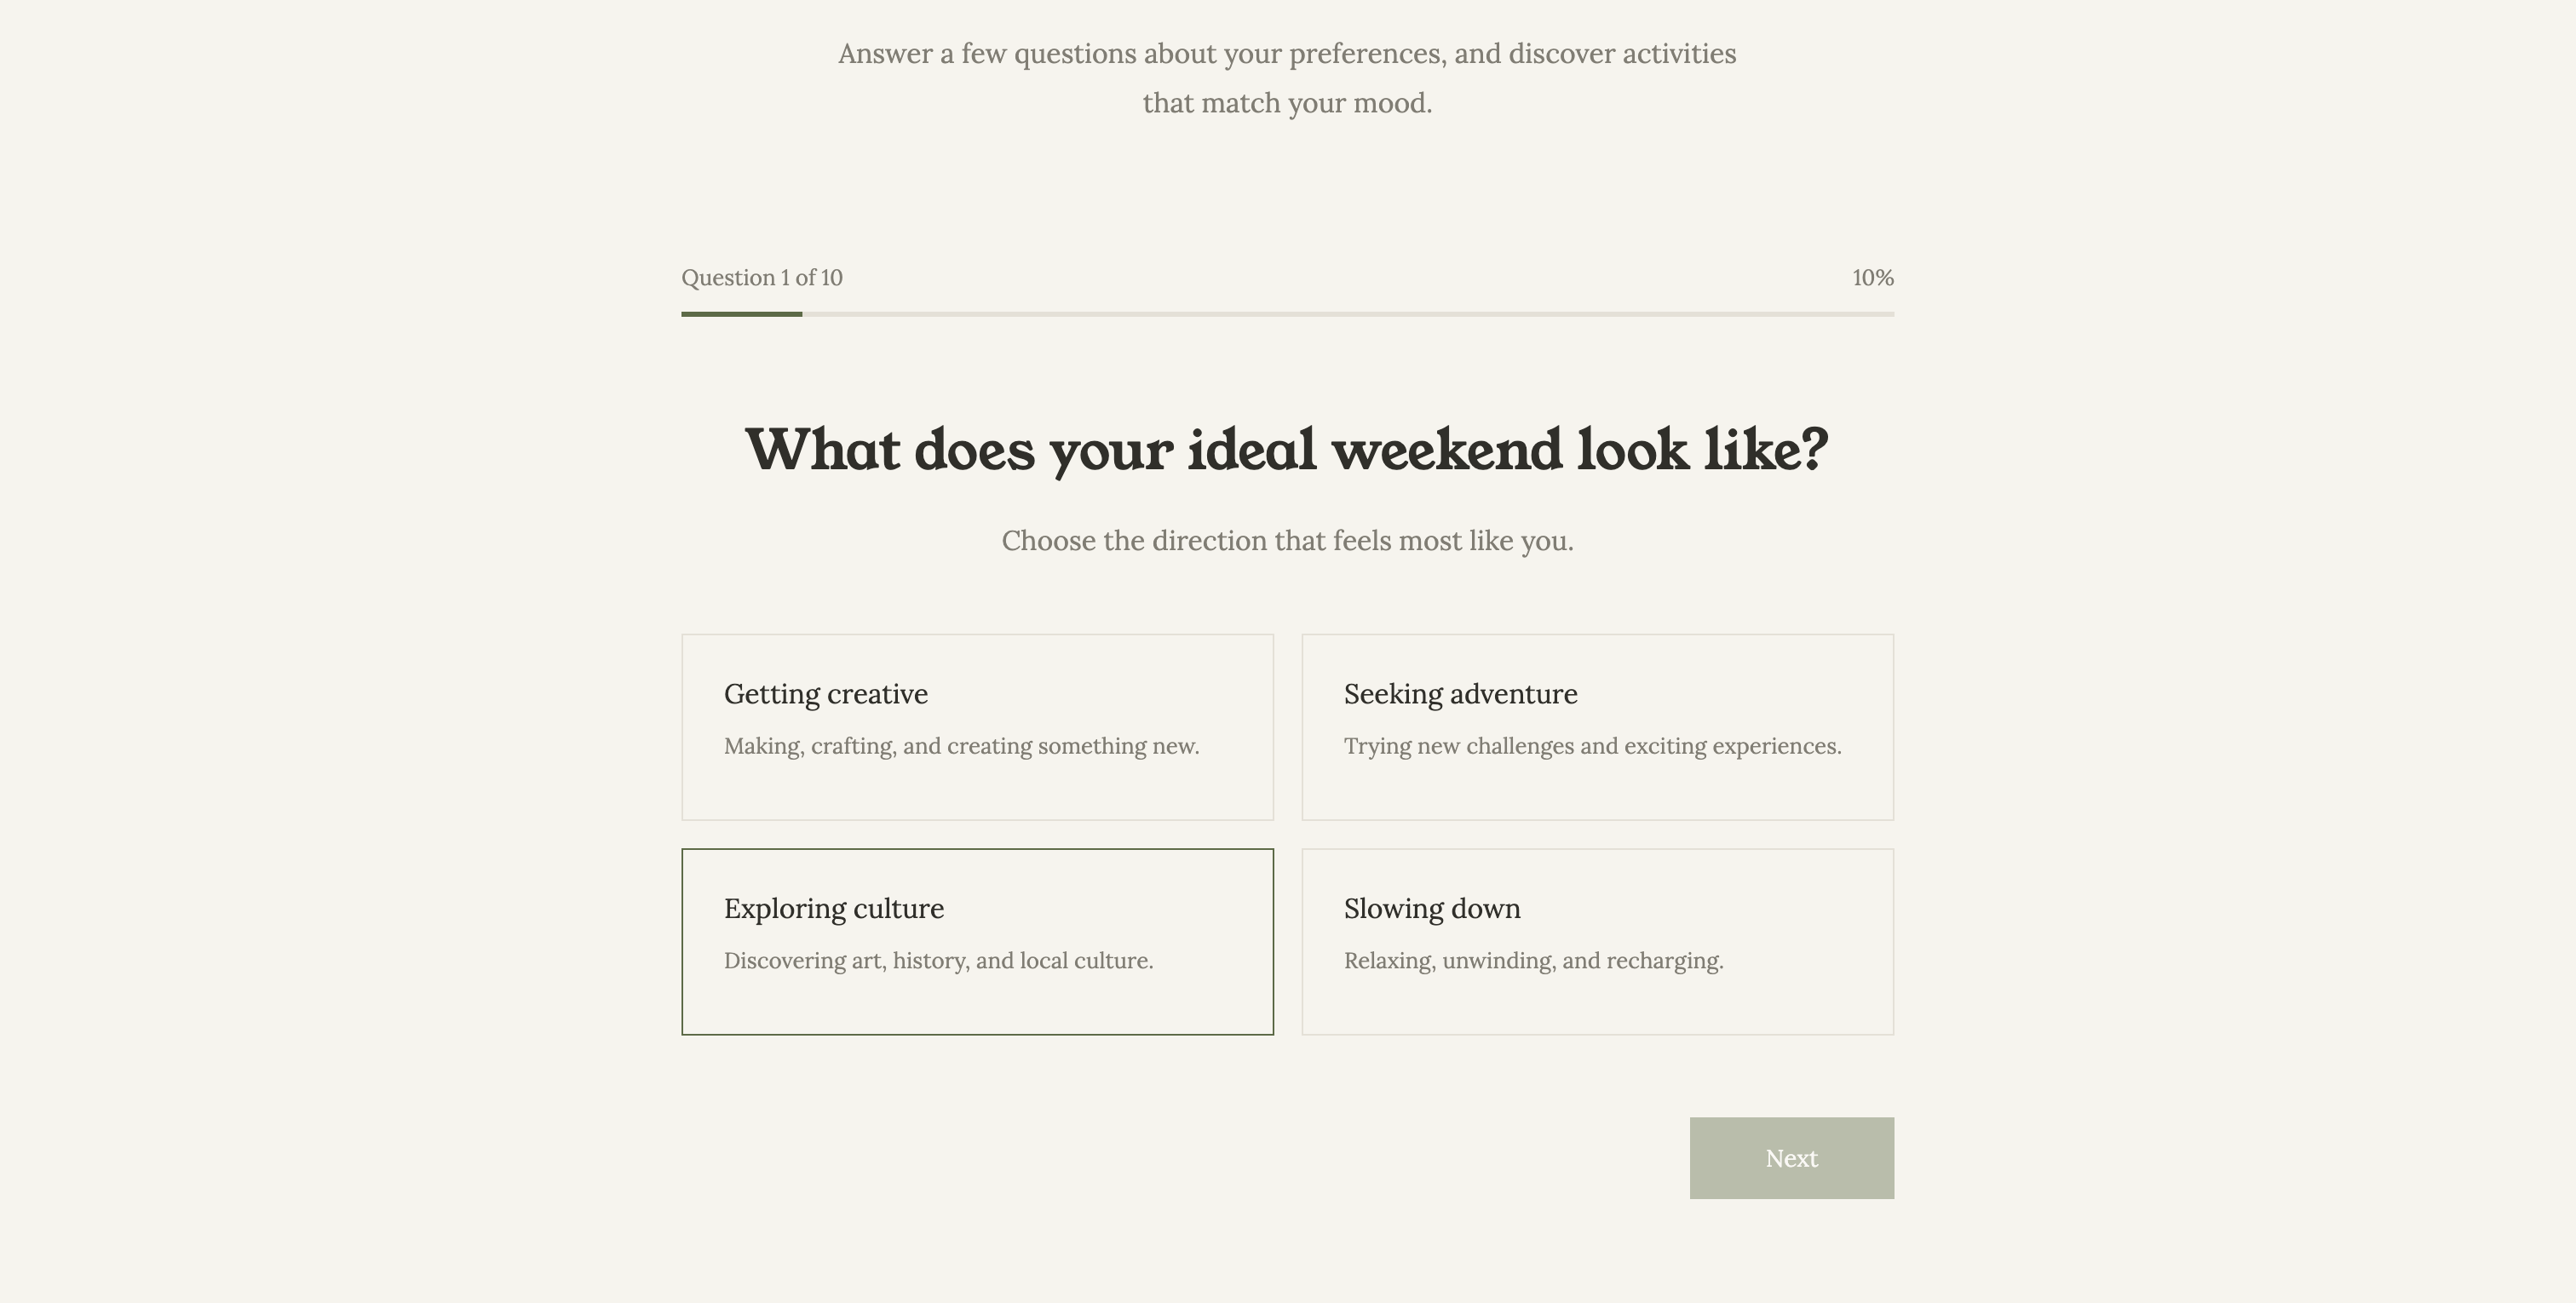 Answer a few questions about your preferences, and discover activities
that match your mood.
Question 1 of 10
10%
What does your ideal weekend look like?
Choose the direction that feels most like you.
Getting creative
Making, crafting, and creating something new.
Seeking adventure
Trying new challenges and exciting experiences.
Exploring culture
Discovering art, history, and local culture.
Slowing down
Relaxing, unwinding, and recharging.
Next